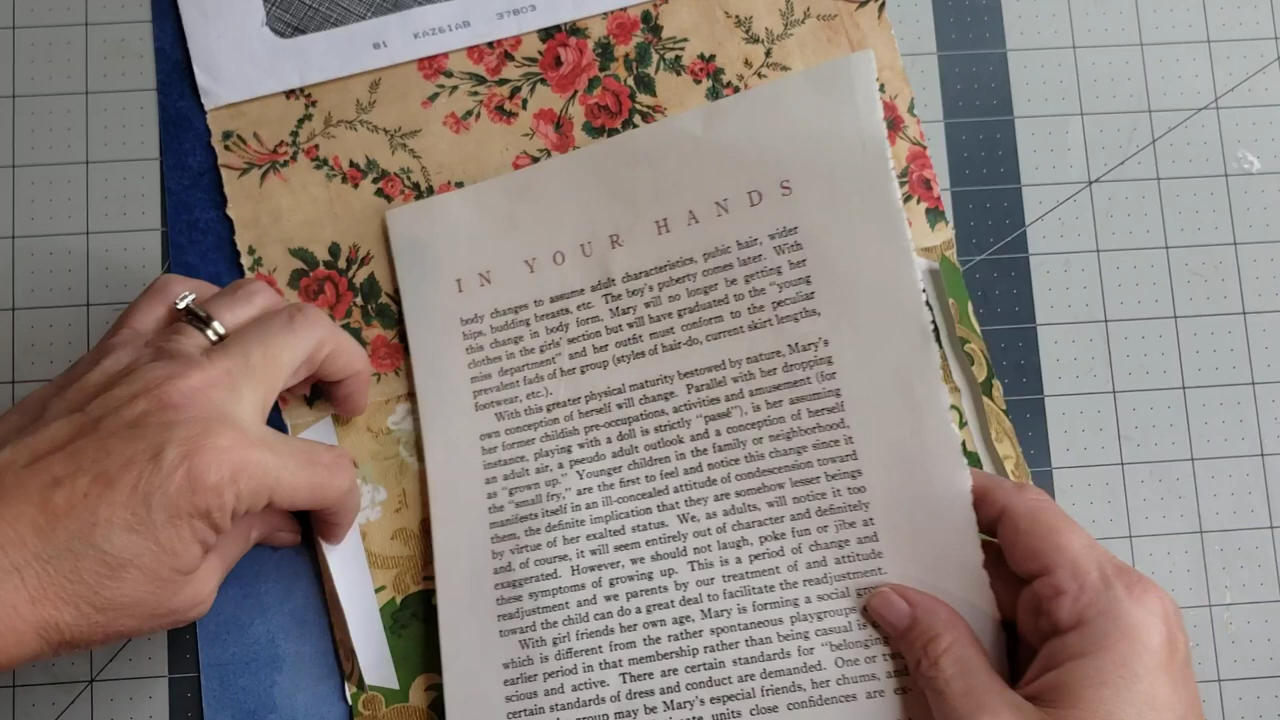 01 KAZ61AB 37803
IN YOUR HANDS
body changes to assume adult characteristics, pubic hair, wider
hips, budding breasts, etc. The boy's puberty comes later. With
this change in body form, Mary will no longer be getting her
clothes in the girls' section but will have graduated to the "young
miss department" and her outfit must conform to the peculiar
prevalent fads of her group (styles of hair-do, current skirt lengths,
footwear, etc.).
With this greater physical maturity bestowed by nature, Mary's
own conception of herself will change. Parallel with her dropping
her former childish pre-occupations, activities and amusement (for
instance, playing with a doll is strictly "passé"), is her assuming
an adult air, a pseudo adult outlook and a conception of herself
as "grown up." Younger children in the family or neighborhood,
the "small fry," are the first to feel and notice this change since it
manifests itself in an ill-concealed attitude of condescension toward
them, the definite implication that they are somehow lesser beings
by virtue of her exalted status. We, as adults, will notice it too
and, of course, it will seem entirely out of character and definitely
exaggerated. However, we should not laugh, poke fun or jibe at
these symptoms of growing up. This is a period of change and
readjustment and we parents by our treatment of and attitude
toward the child can do a great deal to facilitate the readjustment.
With girl friends her own age, Mary is forming a social
which is different from the rather spontaneous playgroups
earlier period in that membership rather than being casual is
scious and active. There are certain standards for "belonging
certain standards of dress and conduct are demanded. One or
group may be Mary's especial friends, her chums, and
units close confidences are